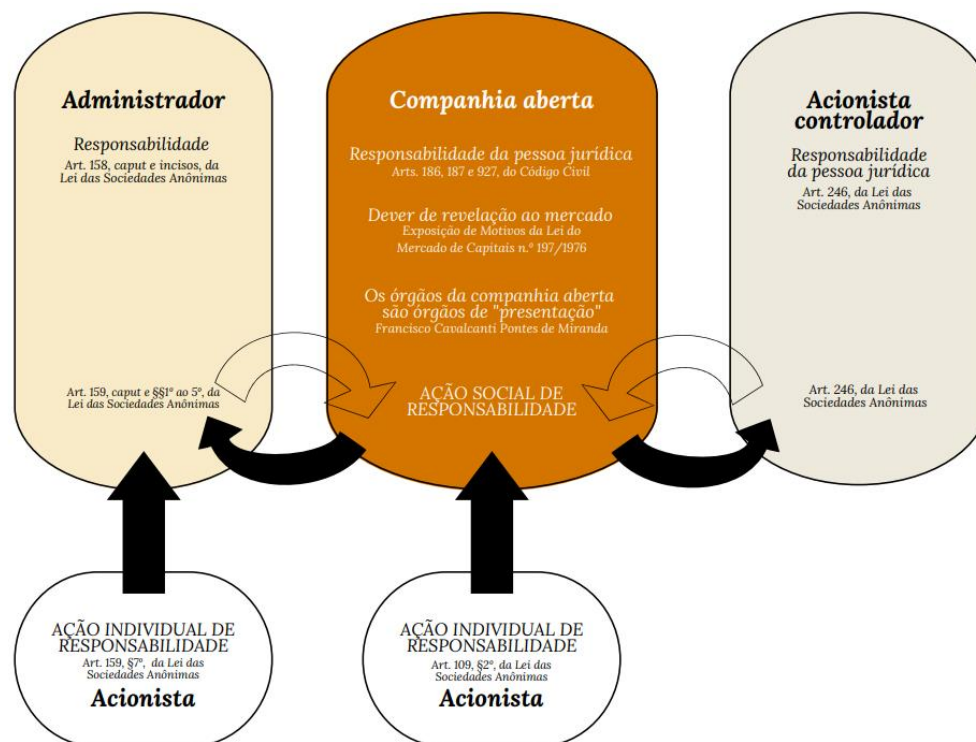 Administrador
Responsabilidade
Art. 158, caput e incisos, da
Lei das Sociedades Anônimas
Art. 159, caput e §§1º ao 5º, da
Lei das Sociedades Anônimas
Companhia aberta
Responsabilidade da pessoa jurídica
Arts. 186, 187 e 927, do Código Civil
Dever de revelação ao mercado
Exposição de Motivos da Lei do
Mercado de Capitais n.º 197/1976
Os órgãos da companhia aberta
são órgãos de "presentação"
Francisco Cavalcanti Pontes de Miranda
AÇÃO SOCIAL DE
RESPONSABILIDADE
Acionista
controlador
Responsabilidade
da pessoa jurídica
Art. 246, da Lei das
Sociedades Anônimas
Art. 246, da Lei das
Sociedades Anônimas
AÇÃO INDIVIDUAL DE
RESPONSABILIDADE
Art. 159, §7º, da Lei das
Sociedades Anônimas
Acionista
AÇÃO INDIVIDUAL DE
RESPONSABILIDADE
Art. 109, §2º, da Lei das
Sociedades Anônimas
Acionista